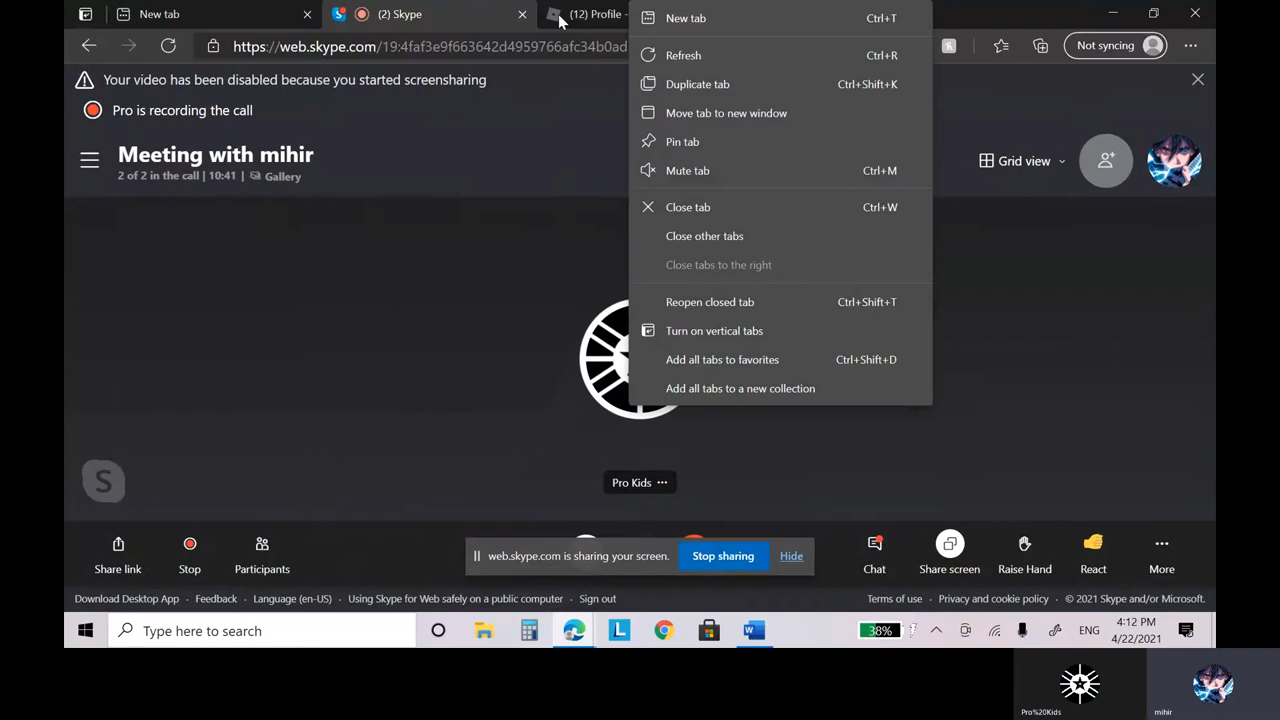 New tab
(2) Skype
(12) Profile -
https://web.skype.com/19:4faf3e9f663642d4959766afc34b0ad
Not syncing
New tab Ctrl+T
Refresh Ctrl+R
Duplicate tab Ctrl+Shift+K
Move tab to new window
Pin tab
Mute tab Ctrl+M
Close tab Ctrl+W
Close other tabs
Close tabs to the right
Reopen closed tab Ctrl+Shift+T
Turn on vertical tabs
Add all tabs to favorites Ctrl+Shift+D
Add all tabs to a new collection
Your video has been disabled because you started screensharing
Pro is recording the call
Meeting with mihir
2 of 2 in the call | 10:41 | Gallery
Grid view
S
Pro Kids
Share link
Stop
Participants
web.skype.com is sharing your screen.
Stop sharing
Hide
Chat
Share screen
Raise Hand
React
More
Download Desktop App Feedback Language (en-US) Using Skype for Web safely on a public computer Sign out Terms of use Privacy and cookie policy © 2021 Skype and/or Microsoft.
Type here to search
L
38%
ENG
4:12 PM
4/22/2021
Pro%20Kids
mihir